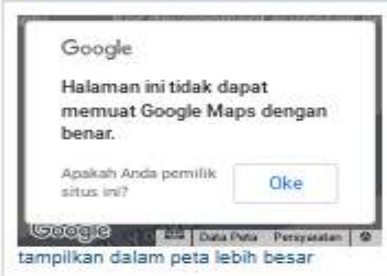 Google
Halaman ini tidak dapat
memuat Google Maps dengan
benar.
Apakah Anda pemilik
situs ini?
Oke
Google
Data Peta
Persyaratan
tampilkan dalam peta lebih besar